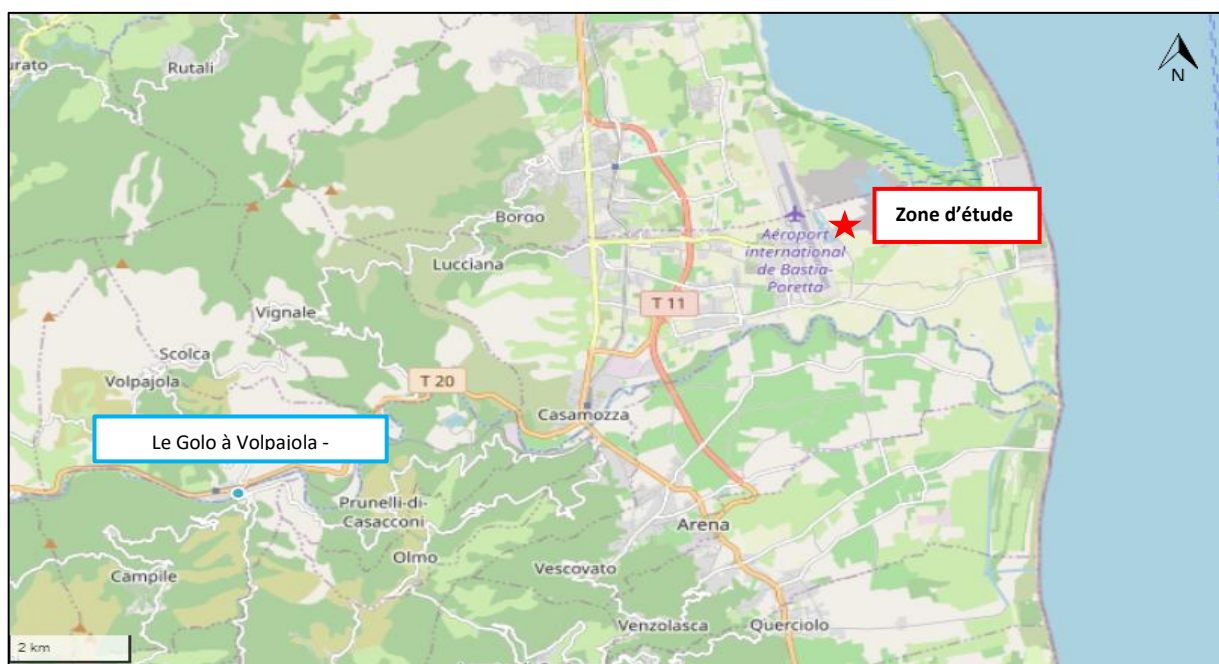 urato
Rutali
N
Zone d'étude
Borgo
Aéroport
international
de Bastia-
Poretta
Lucciana
T 11
Vignale
Scolca
Volpajola
T 20
Casamozza
Le Golo à Volpajola -
Prunelli-di-
Casacconi
Arena
Olmo
Vescovato
Campile
Venzolasca
Querciolo
2 km